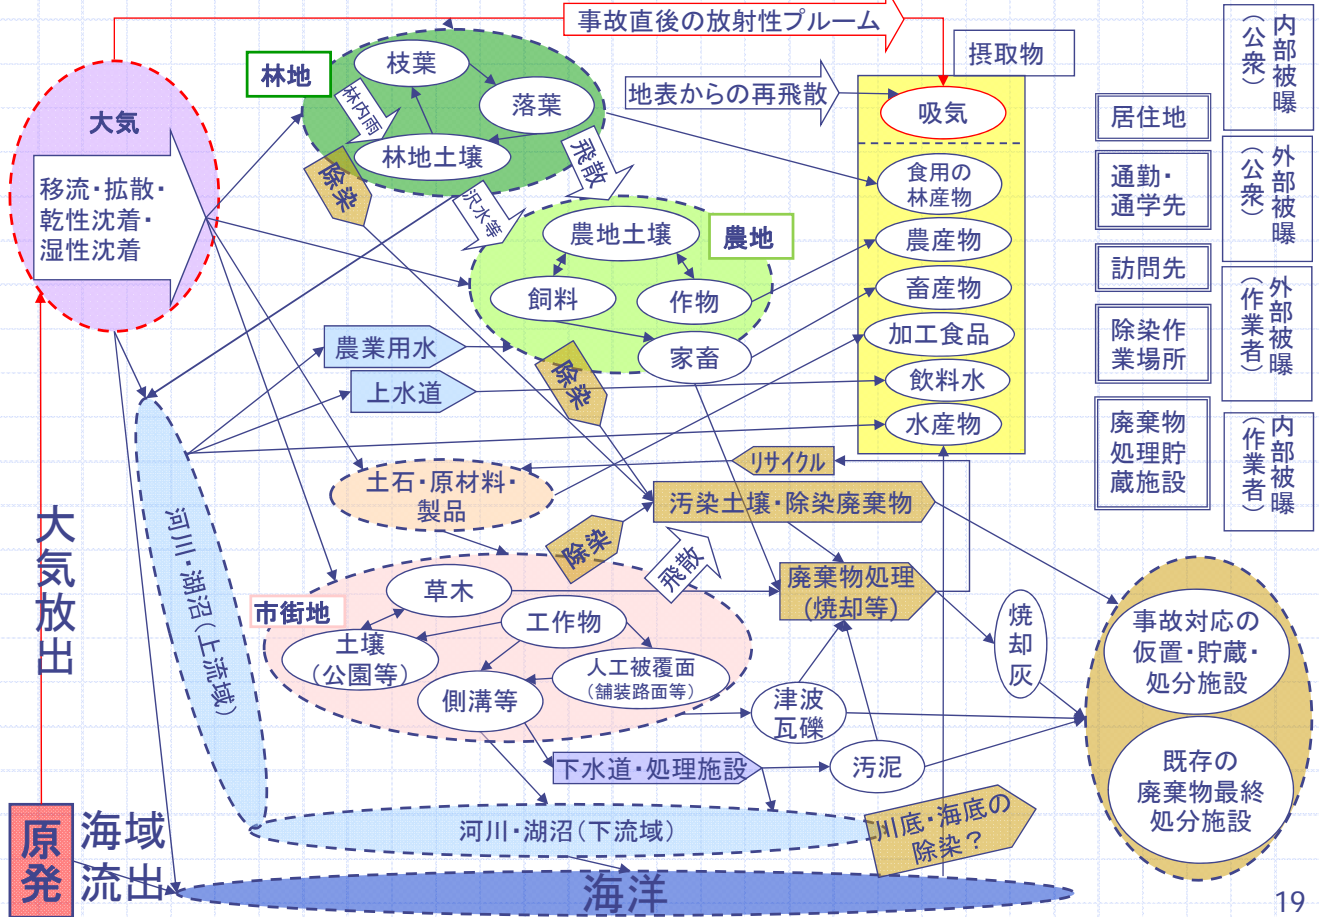 事故直後の放射性プルーム
摂取物
内部被曝
(公衆)
林地
枝葉
落葉
林内雨
林地土壌
大気
移流・拡散・
乾性沈着・
湿性沈着
地表からの再飛散
吸気
居住地
除染
飛散
沢水等
食用の
林産物
通勤・
通学先
外部被曝
(公衆)
農地土壌
農地
農産物
飼料
作物
畜産物
訪問先
外部被曝
(作業者)
農業用水
家畜
加工食品
除染作
業場所
上水道
除染
飲料水
水産物
廃棄物
処理貯
蔵施設
内部被曝
(作業者)
リサイクル
土石・原材料・
製品
汚染土壌・除染廃棄物
大気放出
河川・湖沼(上流域)
除染
飛散
廃棄物処理
(焼却等)
市街地
草木
工作物
土壌
(公園等)
人工被覆面
(舗装路面等)
側溝等
焼却灰
事故対応の
仮置・貯蔵・
処分施設
津波
瓦礫
下水道・処理施設
汚泥
既存の
廃棄物最終
処分施設
原発
海域
流出
河川・湖沼(下流域)
川底・海底の
除染?
海洋
19